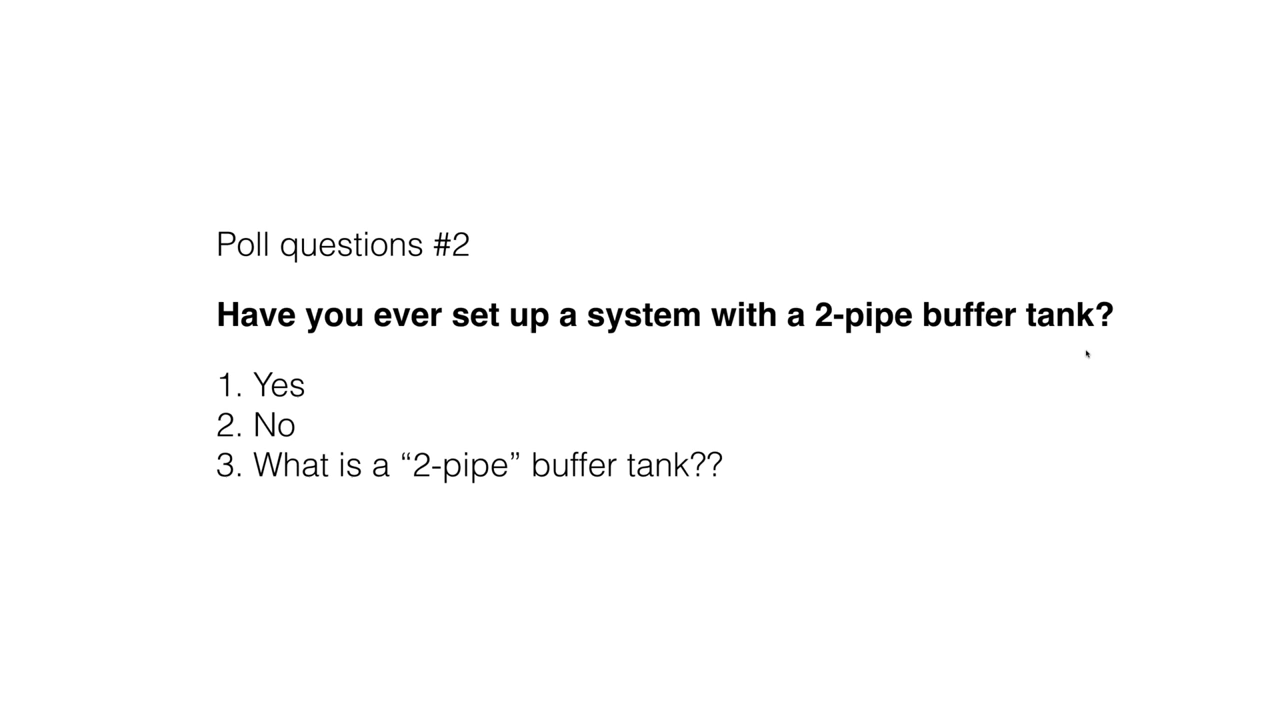 Poll questions #2
Have you ever set up a system with a 2-pipe buffer tank?
1. Yes
2. No
3. What is a “2-pipe” buffer tank??